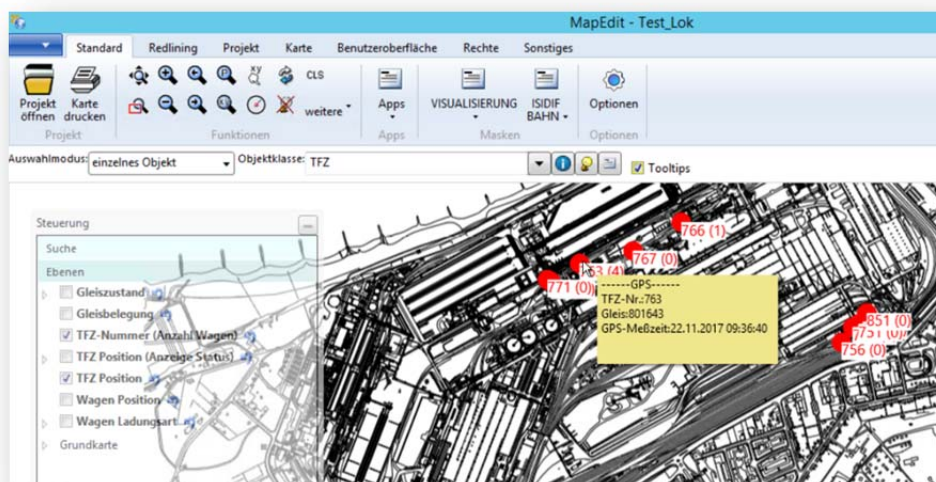 MapEdit - Test_Lok
Standard Redlining Projekt Karte Benutzeroberfläche Rechte Sonstiges
xy CLS
Projekt öffnen
Karte drucken
weitere
Apps
VISUALISIERUNG
ISIDIF BAHN
Optionen
Projekt Funktionen Apps Masken Optionen
Auswahlmodus: einzelnes Objekt Objektklasse: TFZ Tooltips
Steuerung
Suche
Ebenen
Gleiszustand
Gleisbelegung
TFZ-Nummer (Anzahl Wagen)
TFZ Position (Anzeige Status)
TFZ Position
Wagen Position
Wagen Ladungsart
Grundkarte
766 (1)
767 (0)
63 (4)
771 (0)
------GPS------
TFZ-Nr.:763
Gleis:801643
GPS-Meßzeit:22.11.2017 09:36:40
851 (0)
756 (0)